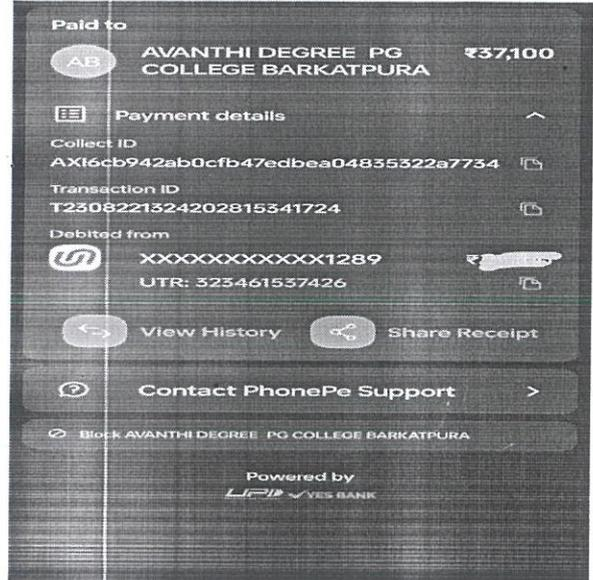 Paid to
AB AVANTHI DEGREE PG ₹37,100
COLLEGE BARKATPURA
Payment details
Collect ID
AXI6cb942ab0cfb47edbea04835322a7734
Transaction ID
T2308221324202815341724
Debited from
XXXXXXXXXXX1289 ₹
UTR: 323461537426
View History Share Receipt
Contact PhonePe Support >
Block AVANTHI DEGREE PG COLLEGE BARKATPURA
Powered by
UPI YES BANK